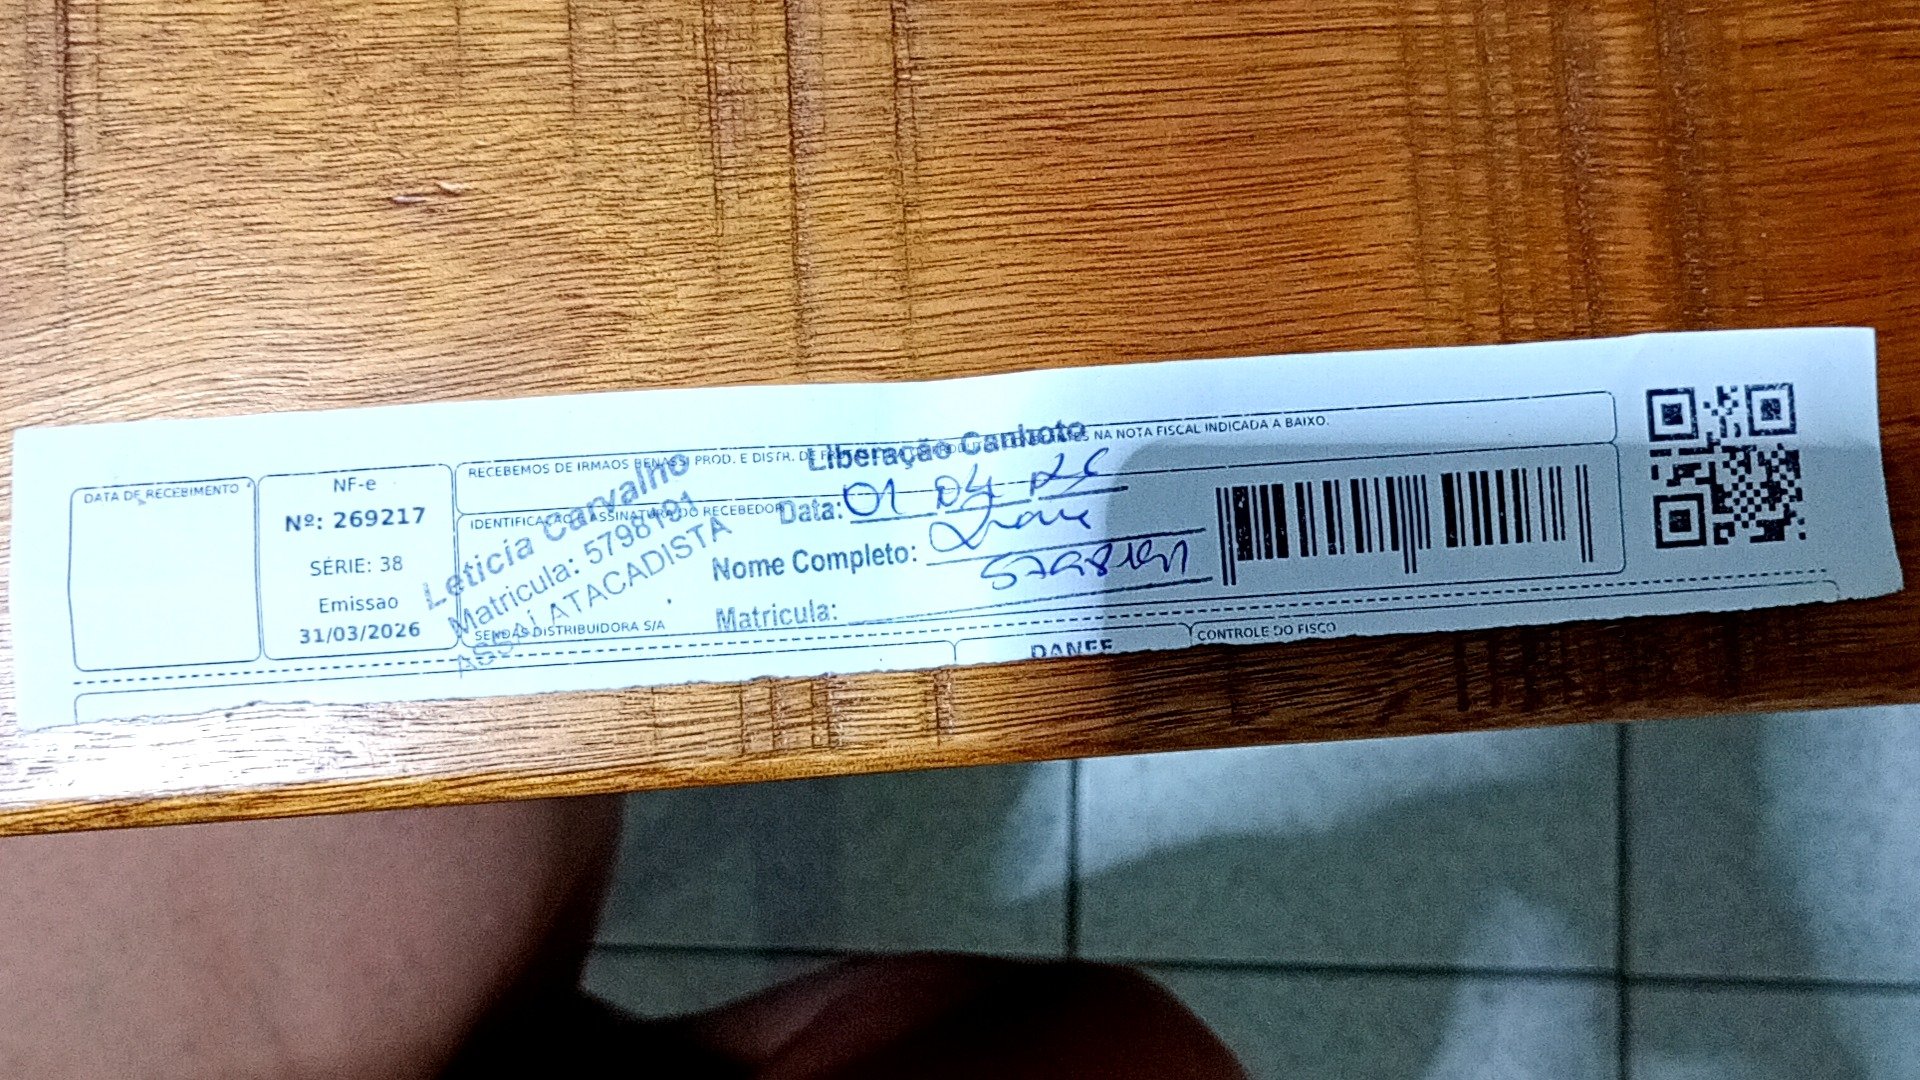 RECEBEMOS DE IRMAOS BENASSI PROD. E DISTR. DE NA NOTA FISCAL INDICADA A BAIXO.
DATA DE RECEBIMENTO
NF-e
Nº: 269217
SÉRIE: 38
Emissao
31/03/2026
IDENTIFICAÇÃO E ASSINATURA DO RECEBEDOR
SENDAS DISTRIBUIDORA S/A
Leticia Carvalho
Matricula: 5798191
ASSAÍ ATACADISTA
Liberação Canhoto
Data: 01 04 26
Nome Completo:
Matricula: 5798191
DANFE
CONTROLE DO FISCO